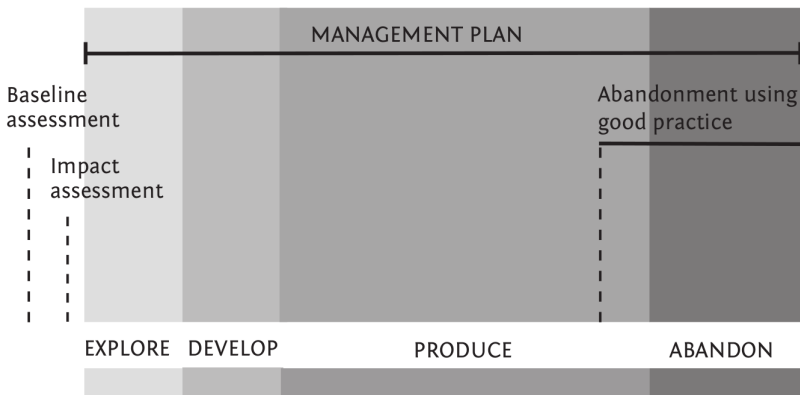 MANAGEMENT PLAN
Baseline
assessment
Abandonment using
good practice
Impact
assessment
EXPLORE
DEVELOP
PRODUCE
ABANDON